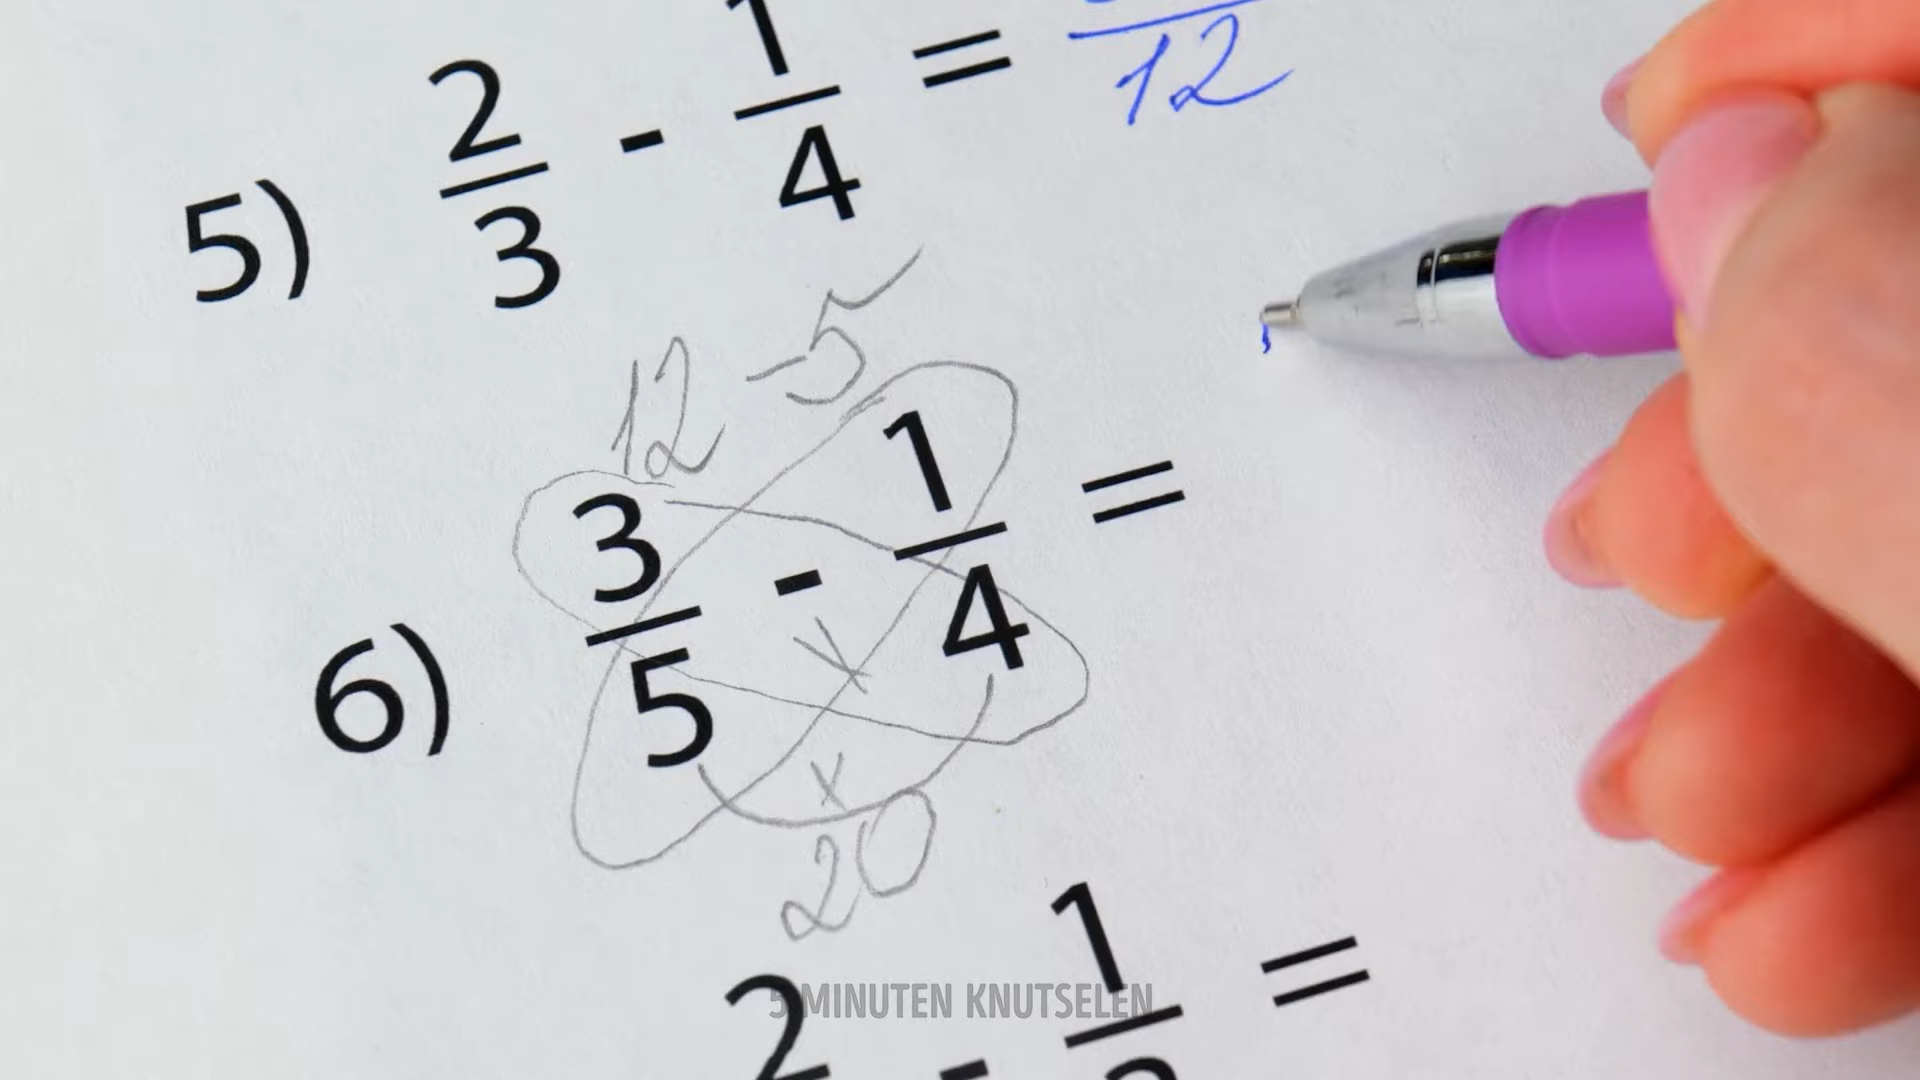 5) 2/3 - 1/4 = /12
12 - 5
6) 3/5 - 1/4 =
x
x
20
2 - 1 =
5 MINUTEN KNUTSELEN